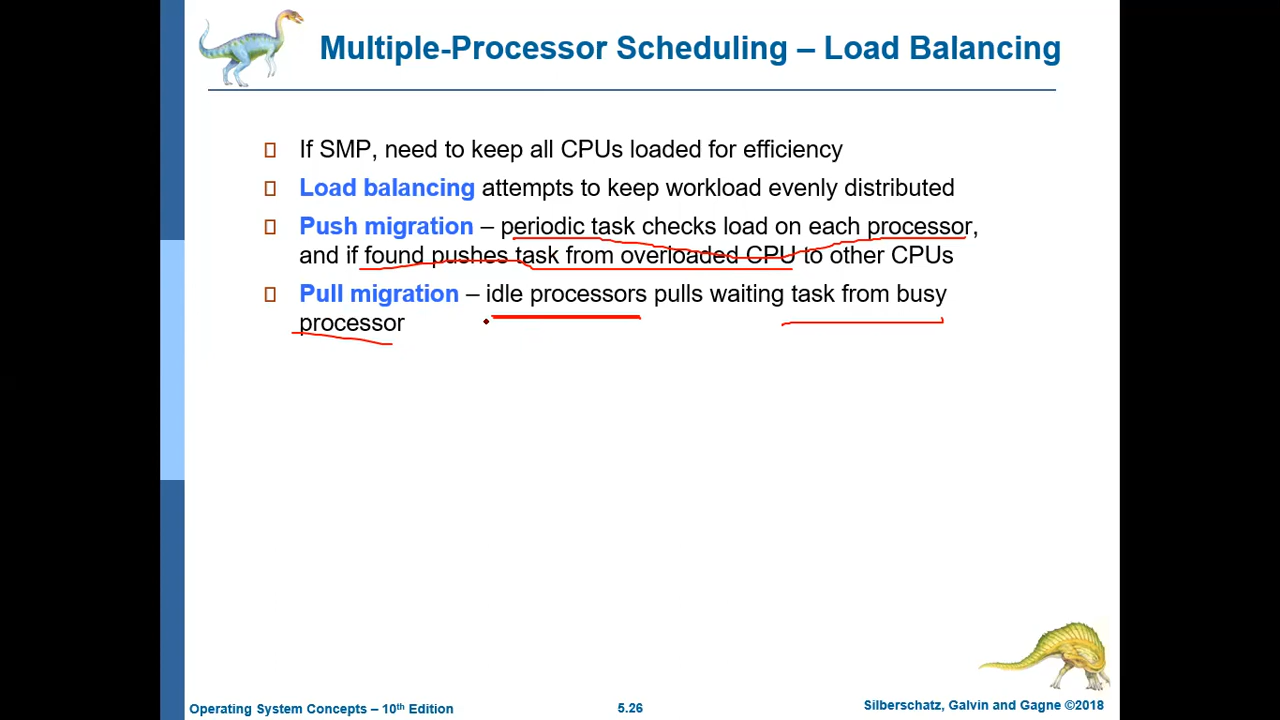 Multiple-Processor Scheduling – Load Balancing
If SMP, need to keep all CPUs loaded for efficiency
Load balancing attempts to keep workload evenly distributed
Push migration – periodic task checks load on each processor,
and if found pushes task from overloaded CPU to other CPUs
Pull migration – idle processors pulls waiting task from busy
processor
Operating System Concepts – 10th Edition
5.26
Silberschatz, Galvin and Gagne ©2018